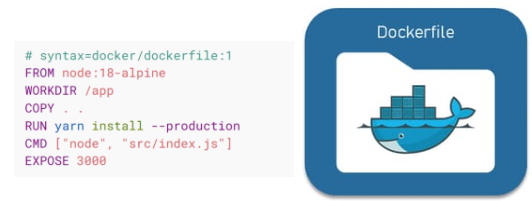 # syntax=docker/dockerfile:1
FROM node:18-alpine
WORKDIR /app
COPY . .
RUN yarn install --production
CMD ["node", "src/index.js"]
EXPOSE 3000
Dockerfile